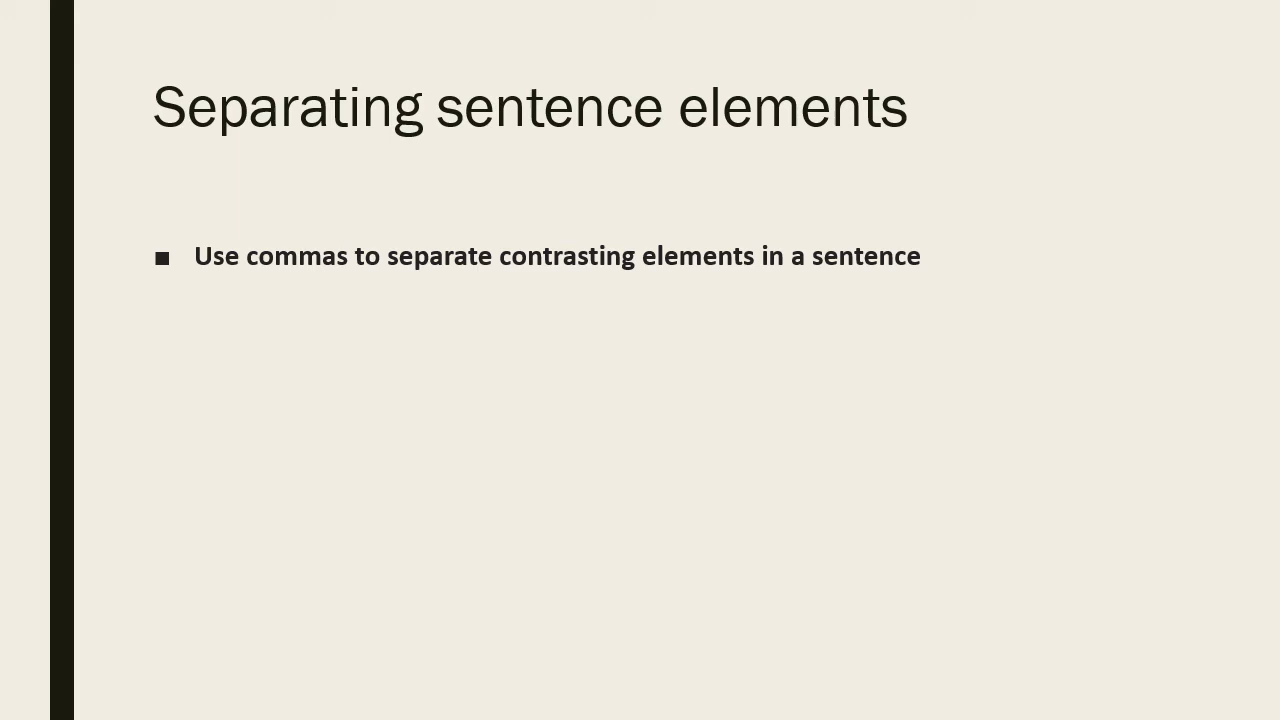 Separating sentence elements
▪ Use commas to separate contrasting elements in a sentence